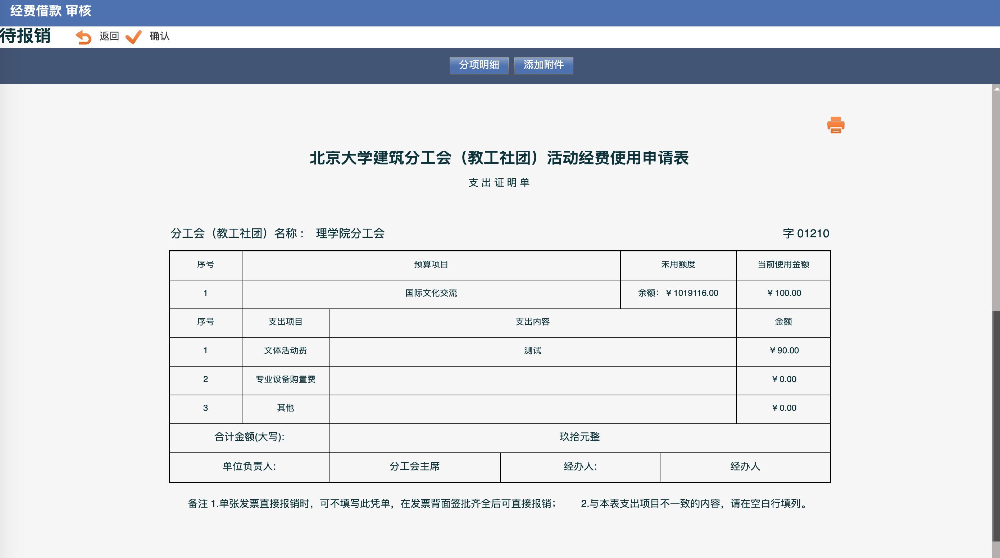 经费借款 审核
待报销 返回 确认
分项明细 添加附件
北京大学建筑分工会（教工社团）活动经费使用申请表
支出证明单
分工会（教工社团）名称： 理学院分工会 字 01210
序号 预算项目 未用额度 当前使用金额
1 国际文化交流 余额：￥1019116.00 ￥100.00
序号 支出项目 支出内容 金额
1 文体活动费 测试 ￥90.00
2 专业设备购置费 ￥0.00
3 其他 ￥0.00
合计金额(大写): 玖拾元整
单位负责人: 分工会主席 经办人: 经办人
备注 1.单张发票直接报销时，可不填写此凭单，在发票背面签批齐全后可直接报销； 2.与本表支出项目不一致的内容，请在空白行填列。